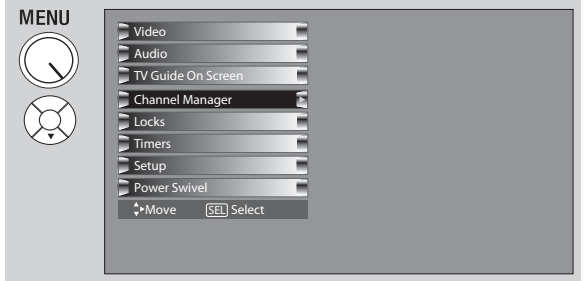 MENU
Video
Audio
TV Guide On Screen
Channel Manager
Locks
Timers
Setup
Power Swivel
Move SEL Select